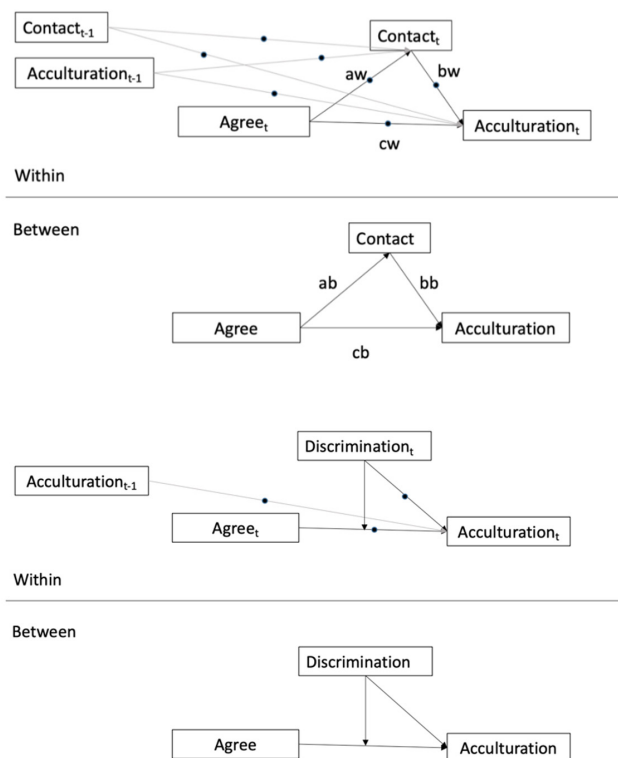 Contactt-1
Contactt
Acculturationt-1
aw
bw
Agreet
Acculturationt
cw
Within
Between
Contact
ab
bb
Agree
Acculturation
cb
Discriminationt
Acculturationt-1
Agreet
Acculturationt
Within
Between
Discrimination
Agree
Acculturation